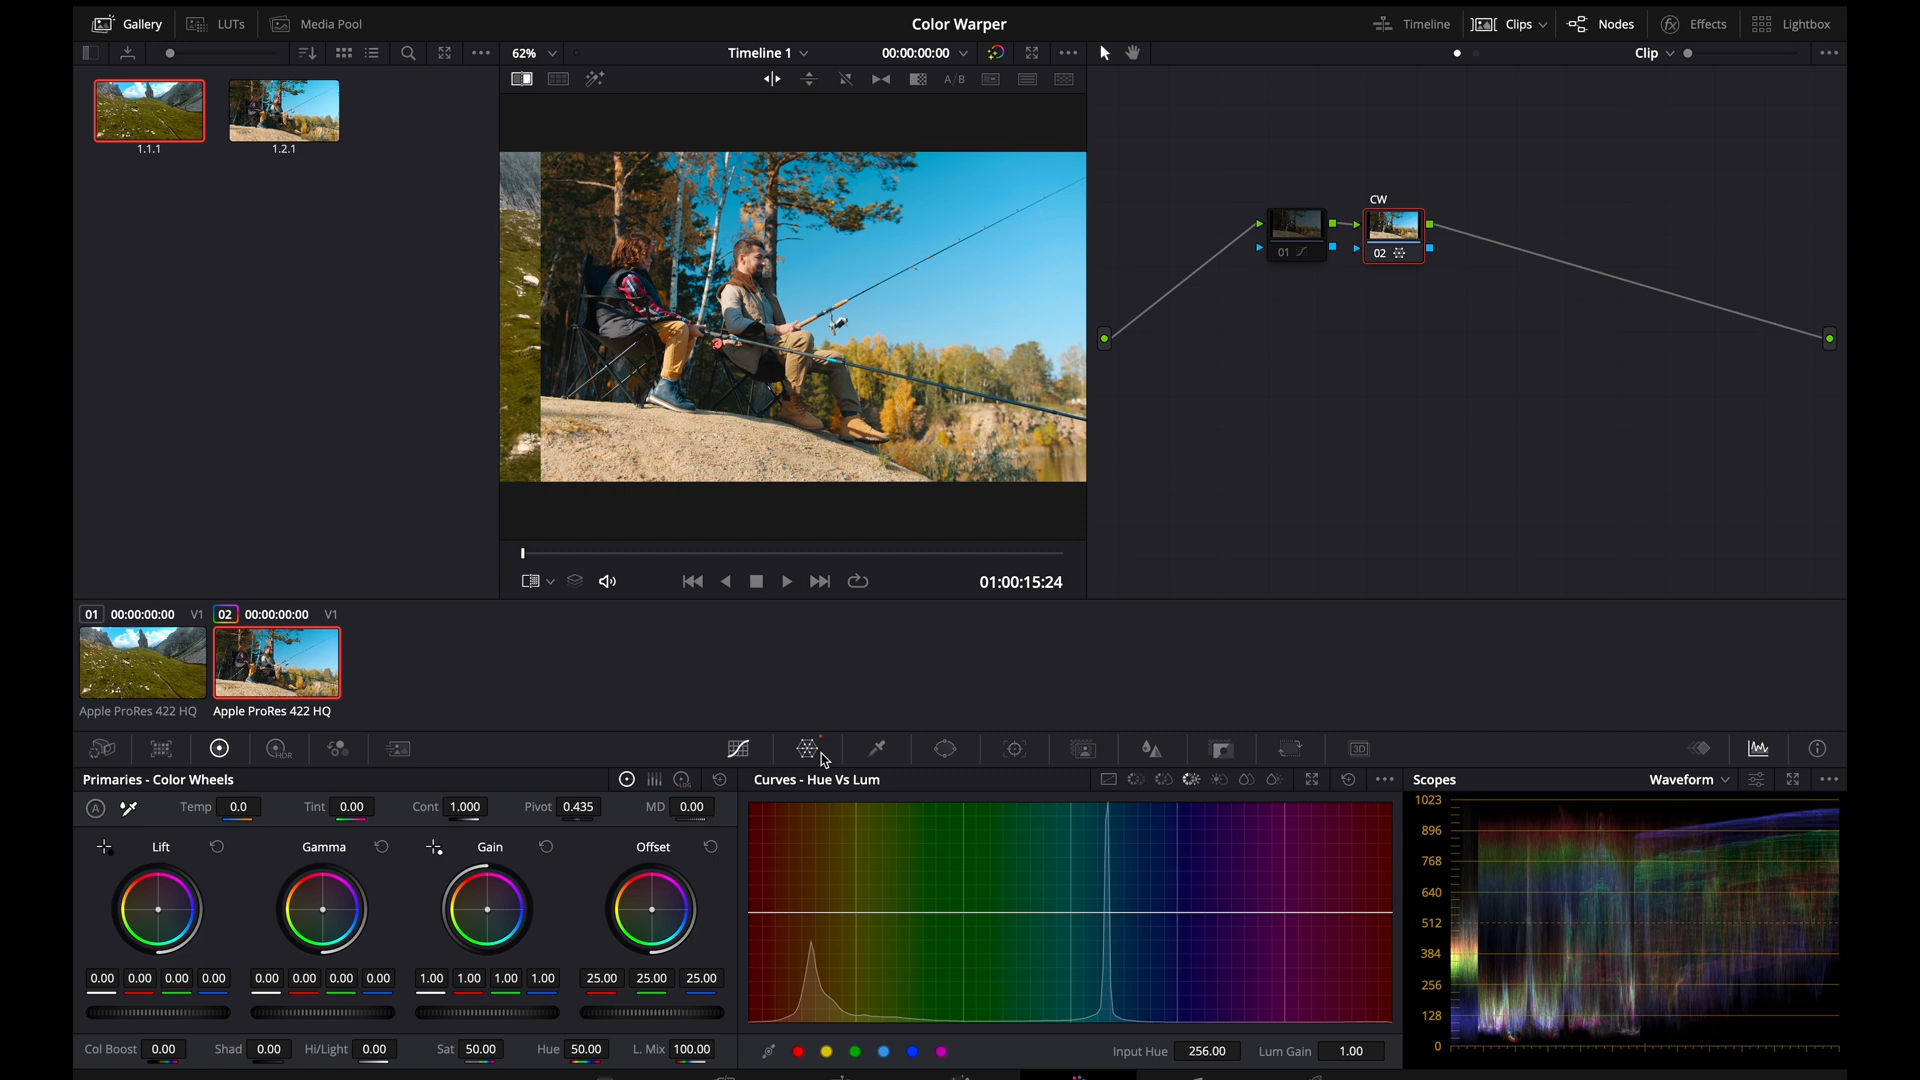 Gallery LUTs Media Pool Color Warper Timeline Clips Nodes Effects Lightbox
62% Timeline 1 00:00:00:00 Clip
A/B
1.1.1 1.2.1
CW
01 02
01:00:15:24
01 00:00:00:00 V1 02 00:00:00:00 V1
Apple ProRes 422 HQ Apple ProRes 422 HQ
HDR 3D
Primaries - Color Wheels LOG Curves - Hue Vs Lum Scopes Waveform
A Temp 0.0 Tint 0.00 Cont 1.000 Pivot 0.435 MD 0.00
Lift Gamma Gain Offset
0.00 0.00 0.00 0.00 0.00 0.00 0.00 0.00 1.00 1.00 1.00 1.00 25.00 25.00 25.00
Col Boost 0.00 Shad 0.00 Hi/Light 0.00 Sat 50.00 Hue 50.00 L. Mix 100.00
Input Hue 256.00 Lum Gain 1.00
1023
896
768
640
512
384
256
128
0